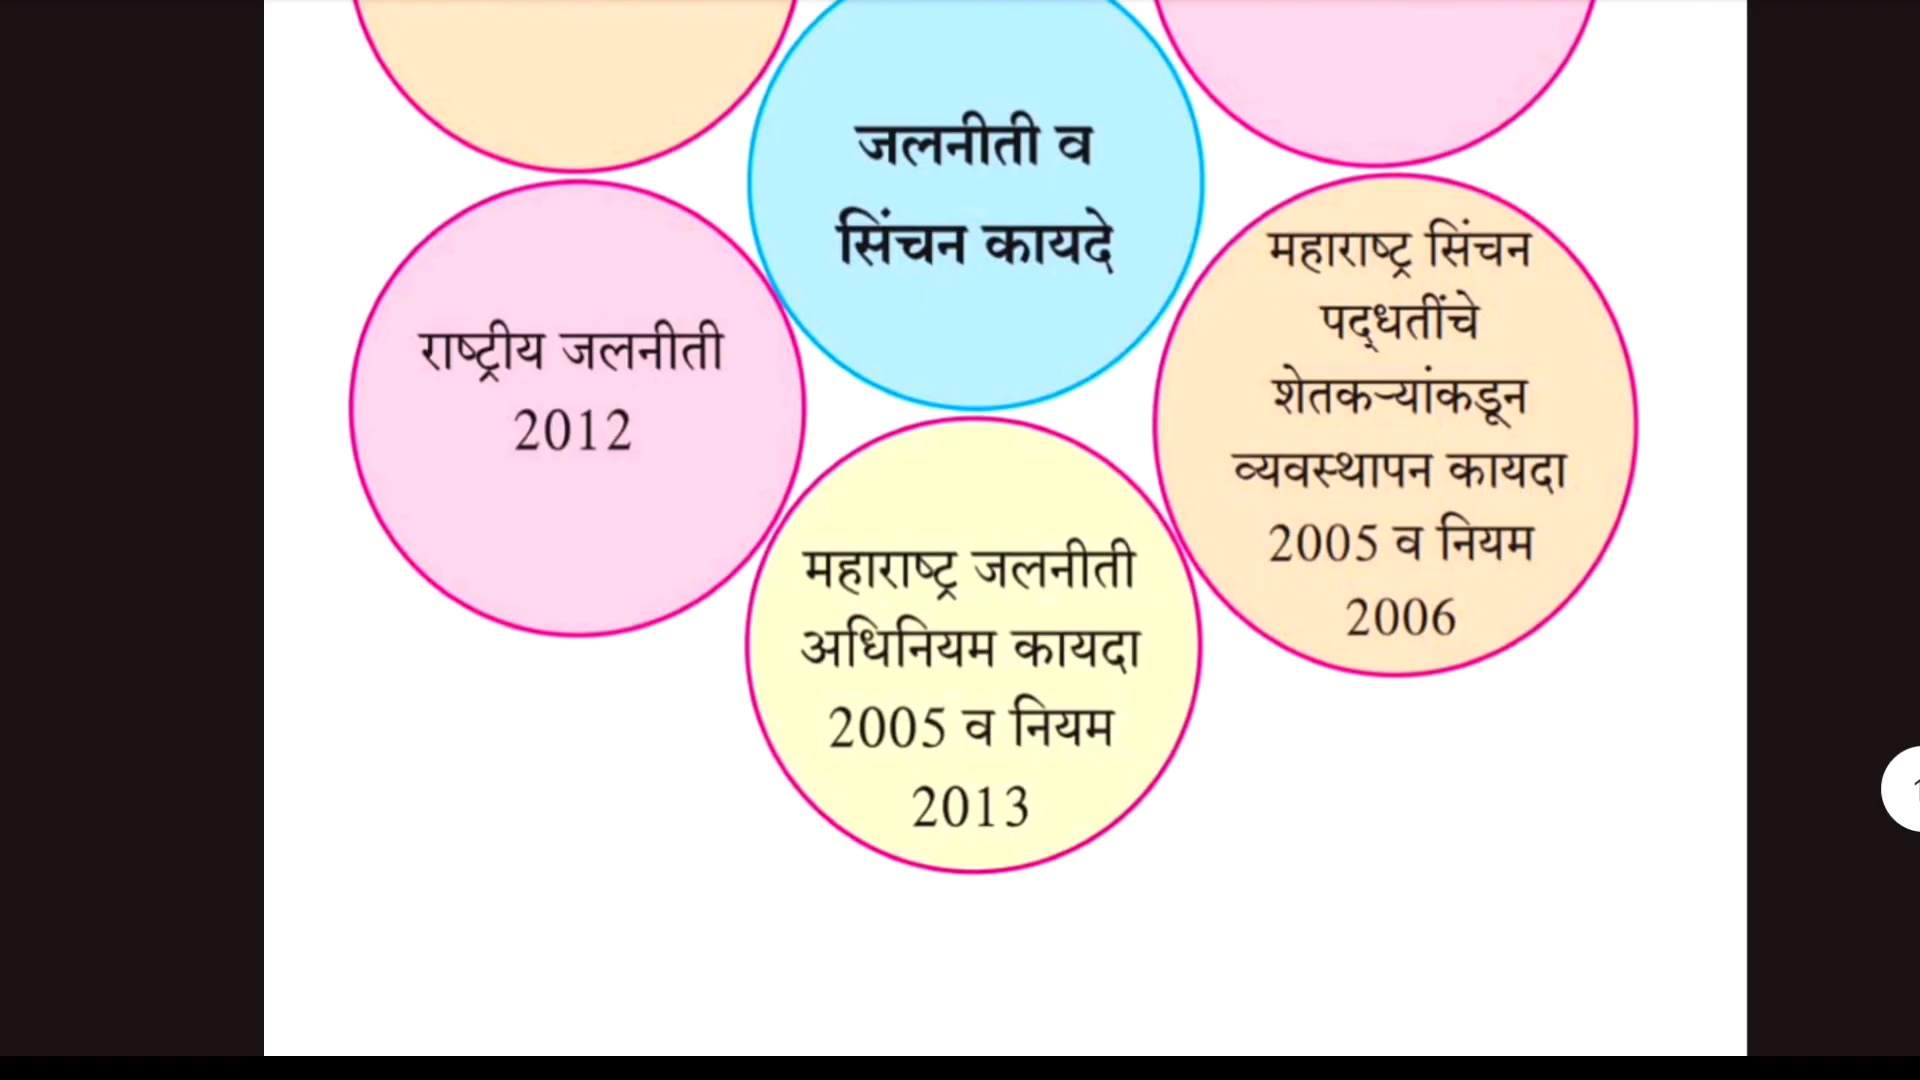 जलनीती व
सिंचन कायदे
राष्ट्रीय जलनीती
2012
महाराष्ट्र सिंचन
पद्धतींचे
शेतकऱ्यांकडून
व्यवस्थापन कायदा
2005 व नियम
2006
महाराष्ट्र जलनीती
अधिनियम कायदा
2005 व नियम
2013